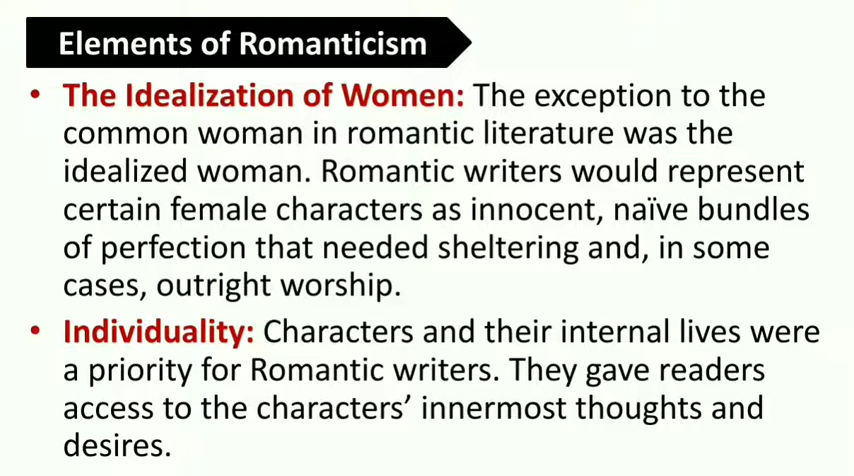 Elements of Romanticism
• The Idealization of Women: The exception to the
common woman in romantic literature was the
idealized woman. Romantic writers would represent
certain female characters as innocent, naïve bundles
of perfection that needed sheltering and, in some
cases, outright worship.
• Individuality: Characters and their internal lives were
a priority for Romantic writers. They gave readers
access to the characters’ innermost thoughts and
desires.